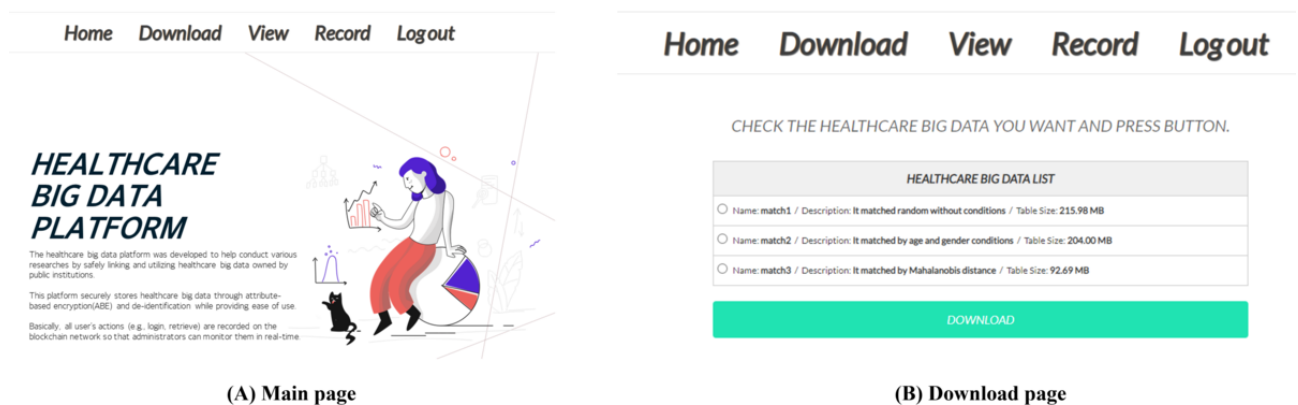 Home Download View Record Logout
HEALTHCARE
BIG DATA
PLATFORM
The healthcare big data platform was developed to help conduct various
researches by safely linking and utilizing healthcare big data owned by
public institutions.
This platform securely stores healthcare big data through attribute-
based encryption(ABE) and de-identification while providing ease of use.
Basically, all user's actions (e.g., login, retrieve) are recorded on the
blockchain network so that administrators can monitor them in real-time.
(A) Main page
Home Download View Record Logout
CHECK THE HEALTHCARE BIG DATA YOU WANT AND PRESS BUTTON.
HEALTHCARE BIG DATA LIST
Name: match1 / Description: It matched random without conditions / Table Size: 215.98 MB
Name: match2 / Description: It matched by age and gender conditions / Table Size: 204.00 MB
Name: match3 / Description: It matched by Mahalanobis distance / Table Size: 92.69 MB
DOWNLOAD
(B) Download page